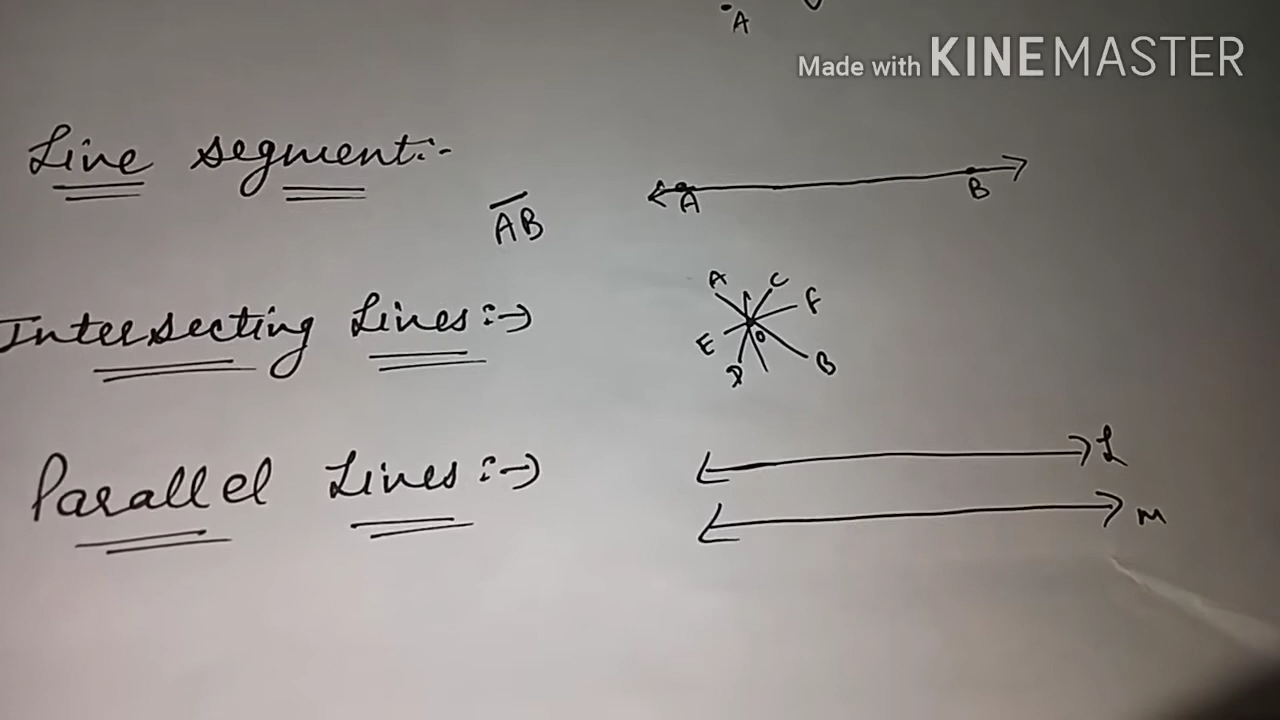 A
Made with KINEMASTER
Line segment:-
AB
A B
Intersecting Lines:->
A C F
E O
D B
Parallel Lines:->
L
m